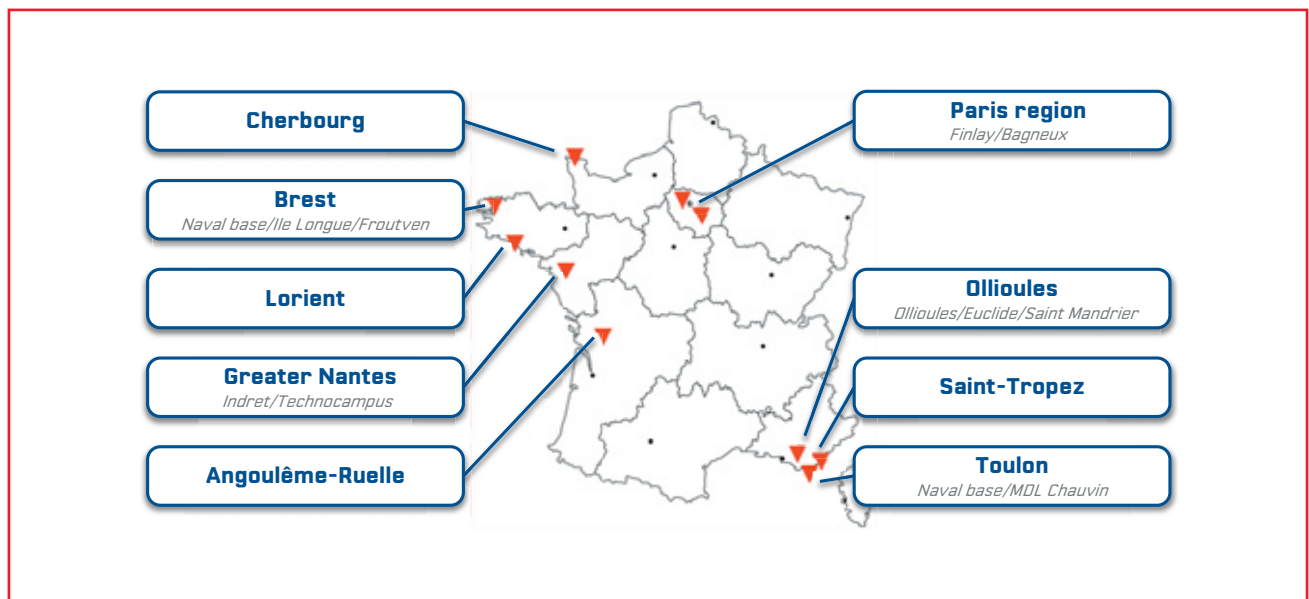 Cherbourg
Brest
Naval base/Ile Longue/Froutven
Lorient
Greater Nantes
Indret/Technocampus
Angoulême-Ruelle
Paris region
Finlay/Bagneux
Ollioules
Ollioules/Euclide/Saint Mandrier
Saint-Tropez
Toulon
Naval base/MDL Chauvin